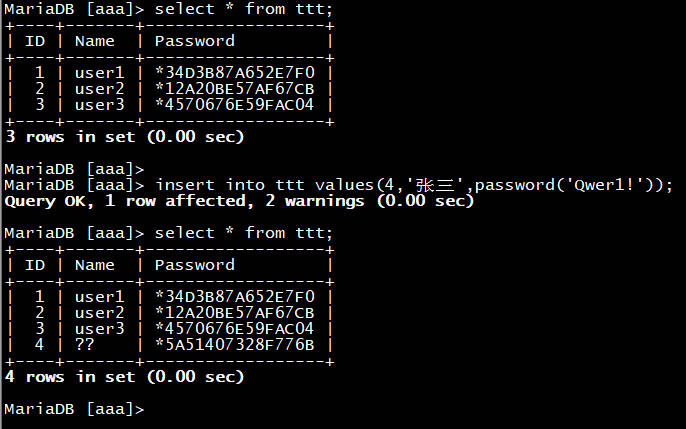 MariaDB [aaa]> select * from ttt;
+----+-------+------------------+
| ID | Name  | Password         |
+----+-------+------------------+
|  1 | user1 | *34D3B87A652E7F0 |
|  2 | user2 | *12A20BE57AF67CB |
|  3 | user3 | *4570676E59FAC04 |
+----+-------+------------------+
3 rows in set (0.00 sec)

MariaDB [aaa]>
MariaDB [aaa]> insert into ttt values(4,'张三',password('Qwer1!'));
Query OK, 1 row affected, 2 warnings (0.00 sec)

MariaDB [aaa]> select * from ttt;
+----+-------+------------------+
| ID | Name  | Password         |
+----+-------+------------------+
|  1 | user1 | *34D3B87A652E7F0 |
|  2 | user2 | *12A20BE57AF67CB |
|  3 | user3 | *4570676E59FAC04 |
|  4 | ??    | *5A51407328F776B |
+----+-------+------------------+
4 rows in set (0.00 sec)

MariaDB [aaa]>